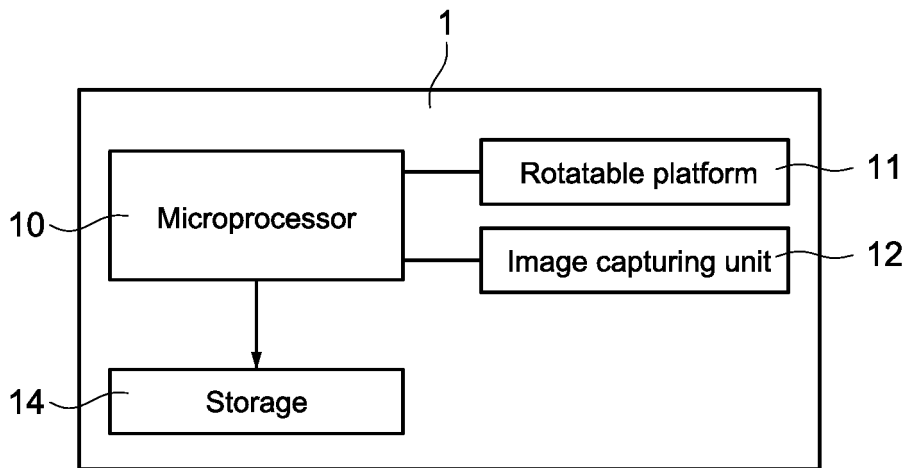 1
Rotatable platform
11
10
Microprocessor
Image capturing unit
12
14
Storage